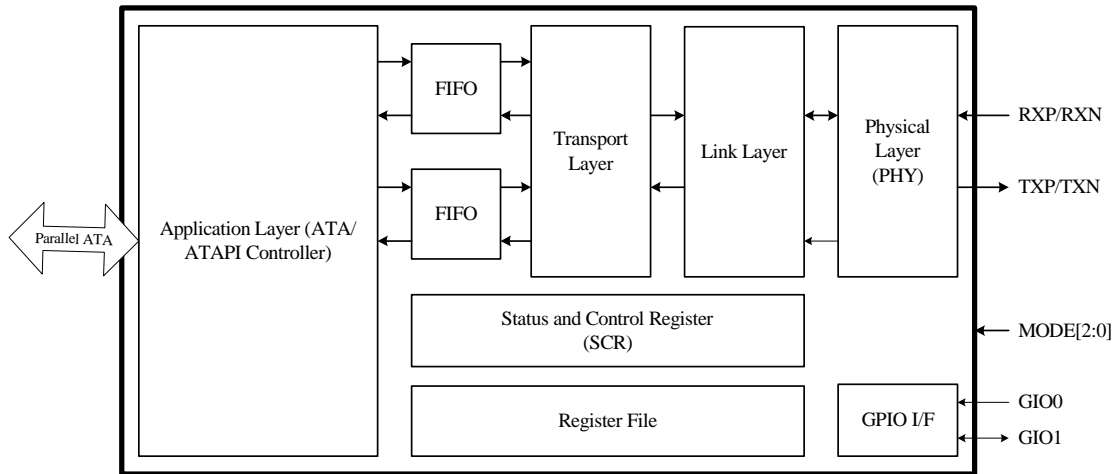 FIFO
Transport
Layer
Link Layer
Physical
Layer
(PHY)
RXP/RXN
TXP/TXN
FIFO
Parallel ATA
Application Layer (ATA/
ATAPI Controller)
Status and Control Register
(SCR)
MODE[2:0]
Register File
GPIO I/F
GIO0
GIO1